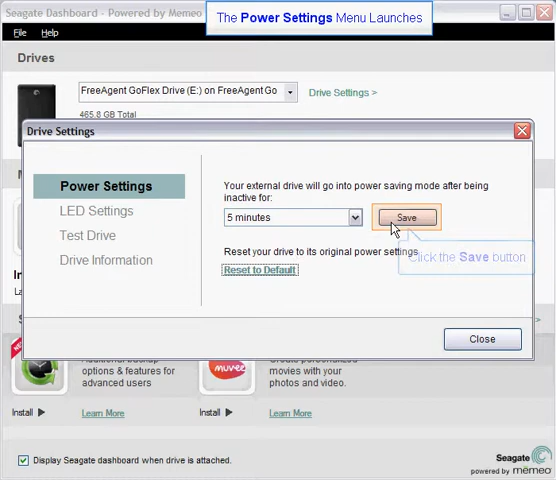 Seagate Dashboard - Powered by Memeo
The Power Settings Menu Launches
File Help
Drives
FreeAgent GoFlex Drive (E:) on FreeAgent Go
Drive Settings >
465.8 GB Total
Drive Settings
Power Settings
LED Settings
Test Drive
Drive Information
Your external drive will go into power saving mode after being
inactive for:
5 minutes
Save
Click the Save button
Reset your drive to its original power settings
Reset to Default
Close
options & features for
advanced users
Install
Learn More
muvee
Create personalized
movies with your
photos and video.
Install
Learn More
Display Seagate dashboard when drive is attached.
Seagate
powered by memeo